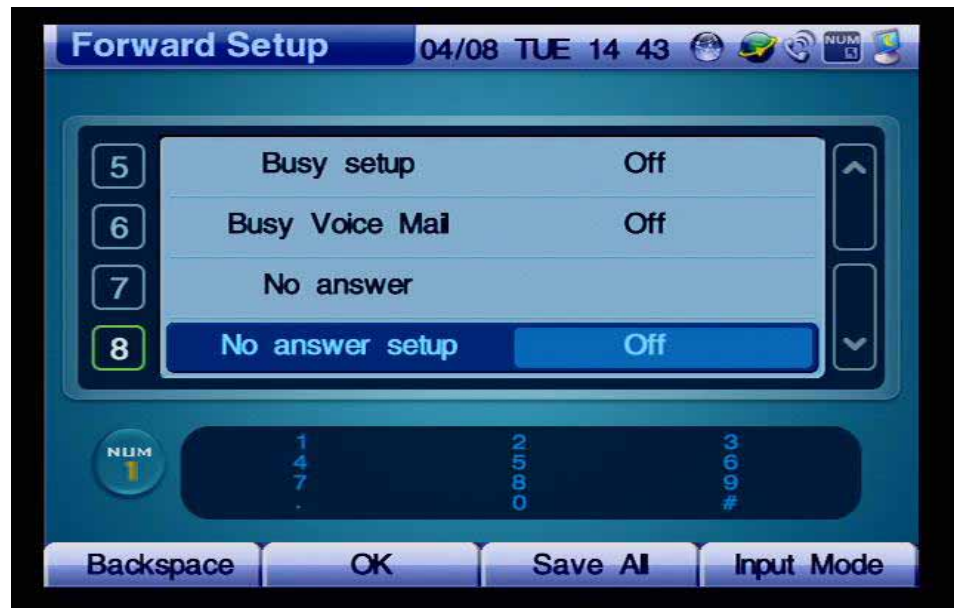 Forward Setup 04/08 TUE 14 43 NUM
5 Busy setup Off
6 Busy Voice Mail Off
7 No answer
8 No answer setup Off
NUM 1
1 2 3
4 5 6
7 8 9
. 0 #
Backspace OK Save All Input Mode